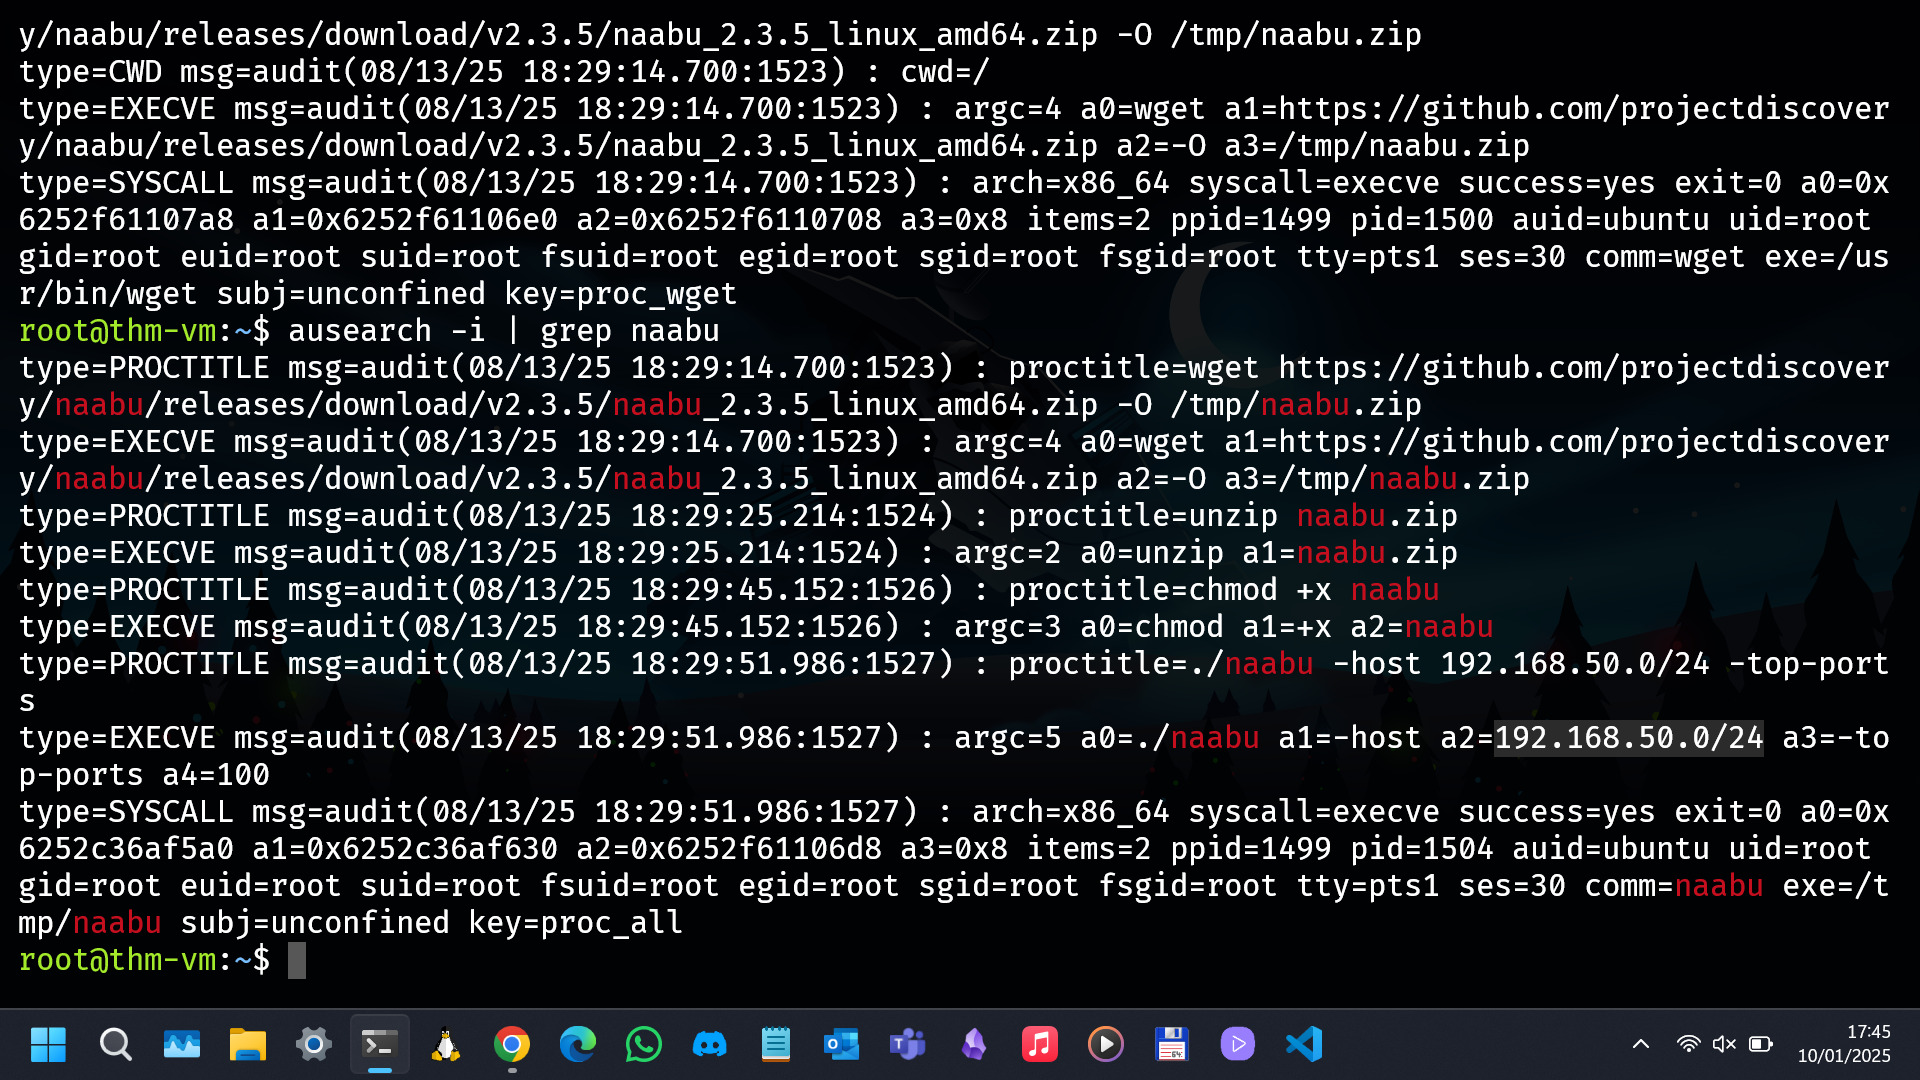 y/naabu/releases/download/v2.3.5/naabu_2.3.5_linux_amd64.zip -O /tmp/naabu.zip
type=CWD msg=audit(08/13/25 18:29:14.700:1523) : cwd=/
type=EXECVE msg=audit(08/13/25 18:29:14.700:1523) : argc=4 a0=wget a1=https://github.com/projectdiscover
y/naabu/releases/download/v2.3.5/naabu_2.3.5_linux_amd64.zip a2=-O a3=/tmp/naabu.zip
type=SYSCALL msg=audit(08/13/25 18:29:14.700:1523) : arch=x86_64 syscall=execve success=yes exit=0 a0=0x
6252f61107a8 a1=0x6252f61106e0 a2=0x6252f6110708 a3=0x8 items=2 ppid=1499 pid=1500 auid=ubuntu uid=root
gid=root euid=root suid=root fsuid=root egid=root sgid=root fsgid=root tty=pts1 ses=30 comm=wget exe=/us
r/bin/wget subj=unconfined key=proc_wget
root@thm-vm:~$ ausearch -i | grep naabu
type=PROCTITLE msg=audit(08/13/25 18:29:14.700:1523) : proctitle=wget https://github.com/projectdiscover
y/naabu/releases/download/v2.3.5/naabu_2.3.5_linux_amd64.zip -O /tmp/naabu.zip
type=EXECVE msg=audit(08/13/25 18:29:14.700:1523) : argc=4 a0=wget a1=https://github.com/projectdiscover
y/naabu/releases/download/v2.3.5/naabu_2.3.5_linux_amd64.zip a2=-O a3=/tmp/naabu.zip
type=PROCTITLE msg=audit(08/13/25 18:29:25.214:1524) : proctitle=unzip naabu.zip
type=EXECVE msg=audit(08/13/25 18:29:25.214:1524) : argc=2 a0=unzip a1=naabu.zip
type=PROCTITLE msg=audit(08/13/25 18:29:45.152:1526) : proctitle=chmod +x naabu
type=EXECVE msg=audit(08/13/25 18:29:45.152:1526) : argc=3 a0=chmod a1=+x a2=naabu
type=PROCTITLE msg=audit(08/13/25 18:29:51.986:1527) : proctitle=./naabu -host 192.168.50.0/24 -top-port
s
type=EXECVE msg=audit(08/13/25 18:29:51.986:1527) : argc=5 a0=./naabu a1=-host a2=192.168.50.0/24 a3=-to
p-ports a4=100
type=SYSCALL msg=audit(08/13/25 18:29:51.986:1527) : arch=x86_64 syscall=execve success=yes exit=0 a0=0x
6252c36af5a0 a1=0x6252c36af630 a2=0x6252f61106d8 a3=0x8 items=2 ppid=1499 pid=1504 auid=ubuntu uid=root
gid=root euid=root suid=root fsuid=root egid=root sgid=root fsgid=root tty=pts1 ses=30 comm=naabu exe=/t
mp/naabu subj=unconfined key=proc_all
root@thm-vm:~$
17:45
10/01/2025